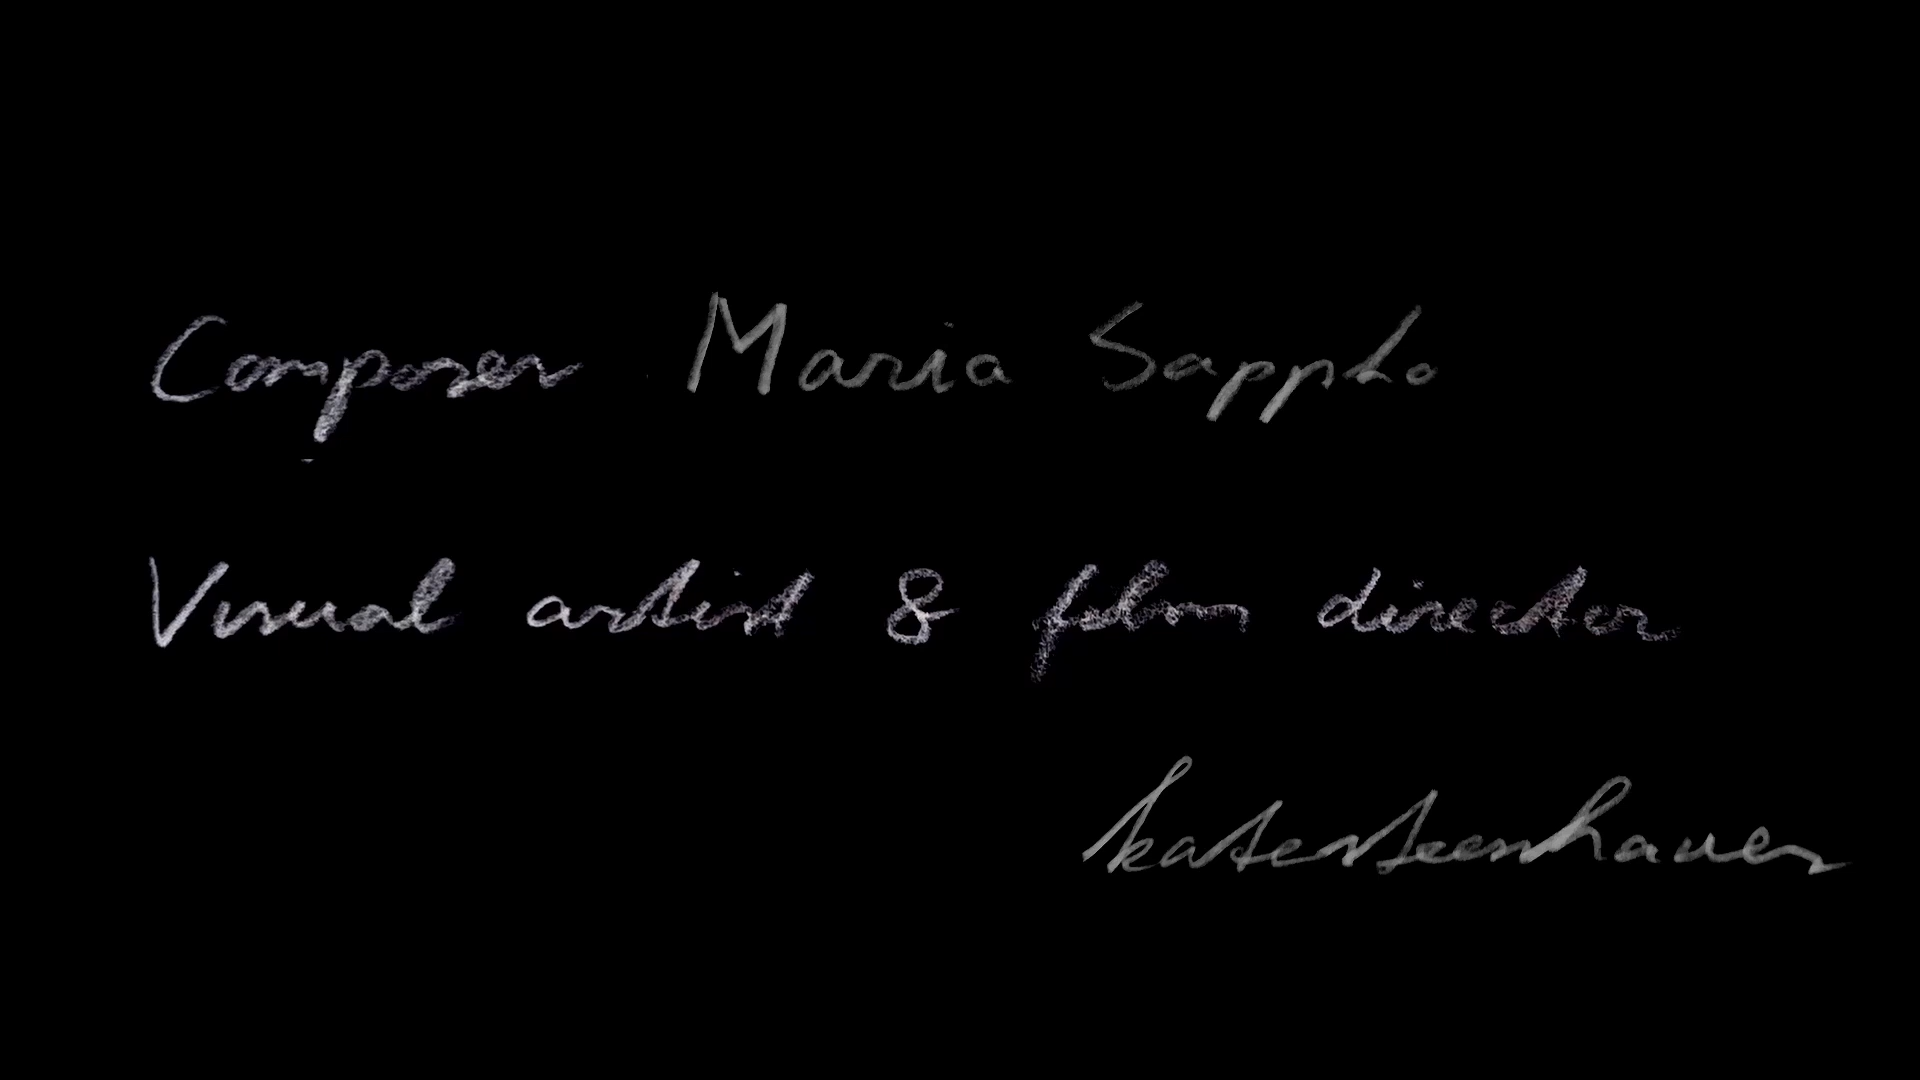 Composer Maria Sappho
Visual artist & film director
katesteenhauer